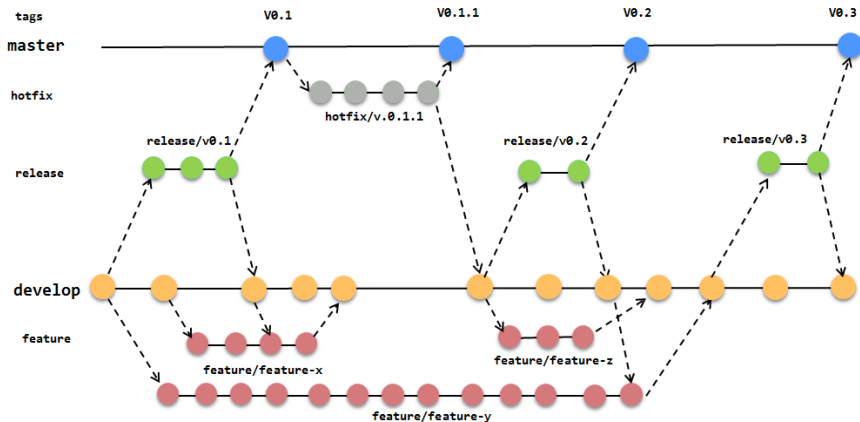 tags
V0.1
V0.1.1
V0.2
V0.3
master
hotfix
hotfix/v.0.1.1
release/v0.1
release/v0.2
release/v0.3
release
develop
feature
feature/feature-x
feature/feature-z
feature/feature-y